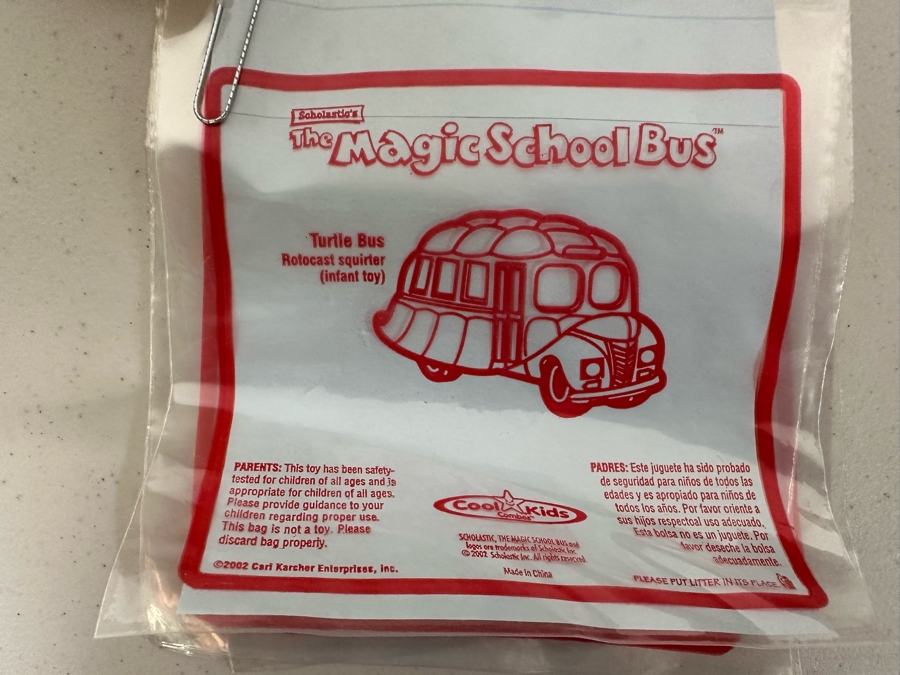 Scholastic's
The Magic School Bus™
Turtle Bus
Rotocast squirter
(infant toy)
PARENTS: This toy has been safety-
tested for children of all ages and is
appropriate for children of all ages.
Please provide guidance to your
children regarding proper use.
This bag is not a toy. Please
discard bag properly.
©2002 Carl Karcher Enterprises, Inc.
Cool Kids
Combo™
SCHOLASTIC, THE MAGIC SCHOOL BUS and
logos are trademarks of Scholastic Inc.
©2002, Scholastic Inc. All rights reserved.
Made in China
PADRES: Este juguete ha sido probado
de seguridad para niños de todos las
edades y es apropiado para niños de
todos los años. Por favor oriente a
sus hijos respectoal uso adecuado.
Esta bolsa no es un juguete. Por
favor deseche la bolsa
adecuadamente.
PLEASE PUT LITTER IN ITS PLACE